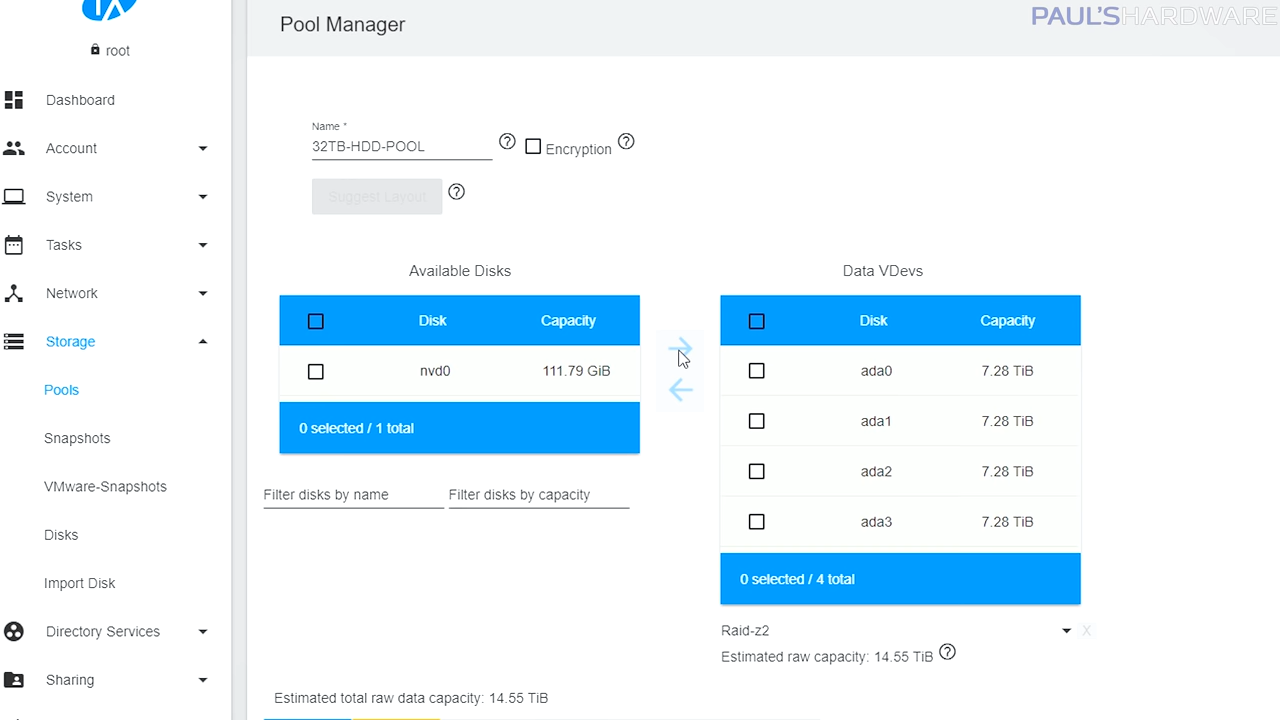 PAUL'S HARDWARE
Pool Manager
root
Dashboard
Account
System
Tasks
Network
Storage
Pools
Snapshots
VMware-Snapshots
Disks
Import Disk
Directory Services
Sharing
Name *
32TB-HDD-POOL
Encryption
Suggest Layout
Available Disks
Disk Capacity
nvd0 111.79 GiB
0 selected / 1 total
Filter disks by name Filter disks by capacity
Data VDevs
Disk Capacity
ada0 7.28 TiB
ada1 7.28 TiB
ada2 7.28 TiB
ada3 7.28 TiB
0 selected / 4 total
Raid-z2 X
Estimated raw capacity: 14.55 TiB
Estimated total raw data capacity: 14.55 TiB